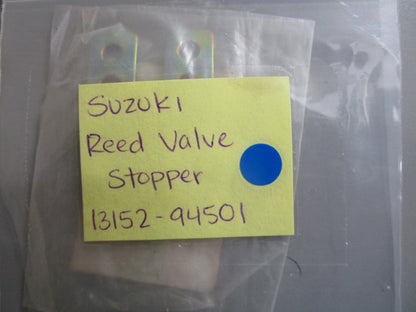 Suzuki
Reed Valve
Stopper
13152-94501